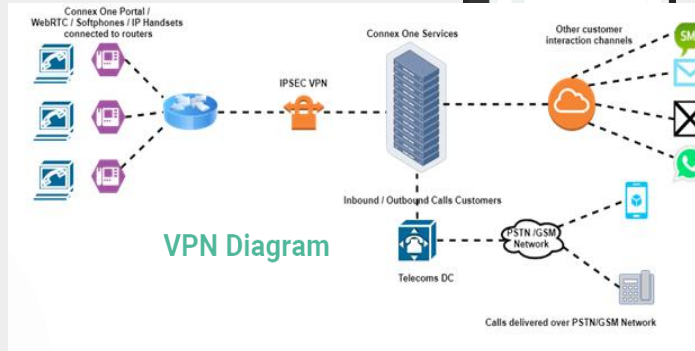 Connex One Portal /
WebRTC / Softphones / IP Handsets
connected to routers
Connex One Services
Other customer
interaction channels
SM
IPSEC VPN
Inbound / Outbound Calls Customers
VPN Diagram
PSTN /GSM
Network
Telecoms DC
Calls delivered over PSTN/GSM Network